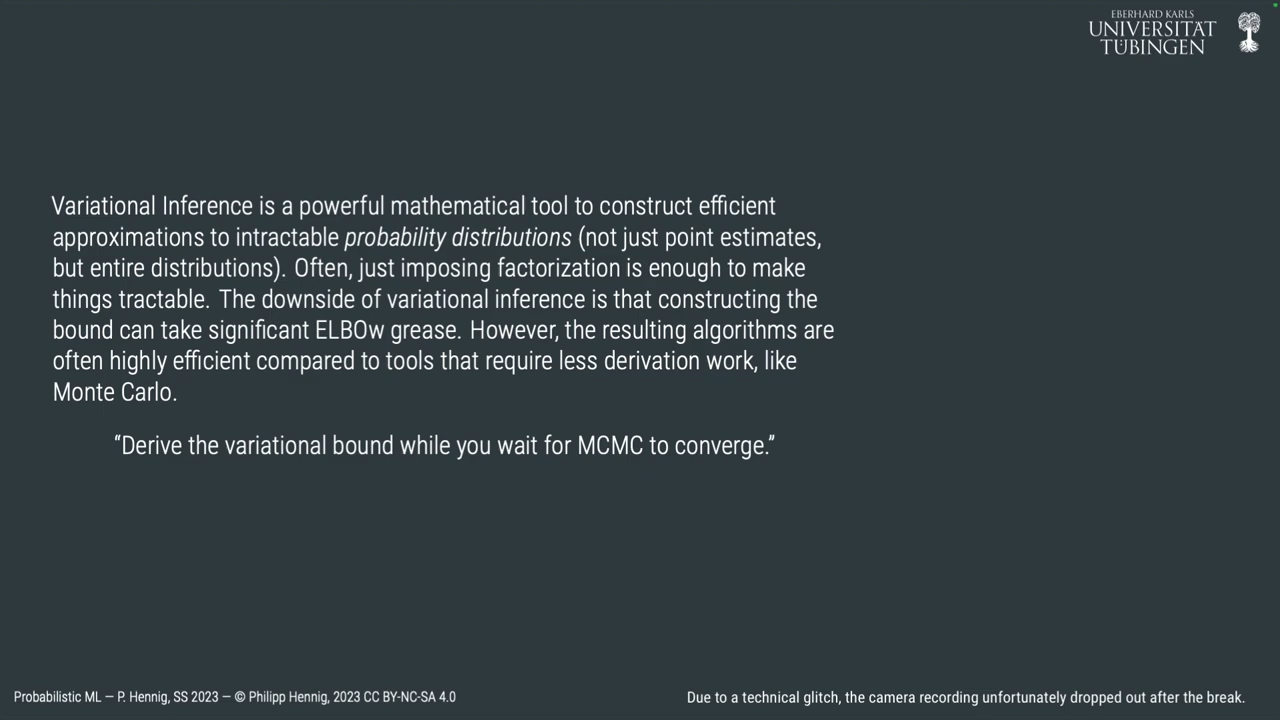 EBERHARD KARLS
UNIVERSITÄT
TÜBINGEN
Variational Inference is a powerful mathematical tool to construct efficient
approximations to intractable probability distributions (not just point estimates,
but entire distributions). Often, just imposing factorization is enough to make
things tractable. The downside of variational inference is that constructing the
bound can take significant ELBOw grease. However, the resulting algorithms are
often highly efficient compared to tools that require less derivation work, like
Monte Carlo.
“Derive the variational bound while you wait for MCMC to converge.”
Probabilistic ML — P. Hennig, SS 2023 — © Philipp Hennig, 2023 CC BY-NC-SA 4.0
Due to a technical glitch, the camera recording unfortunately dropped out after the break.